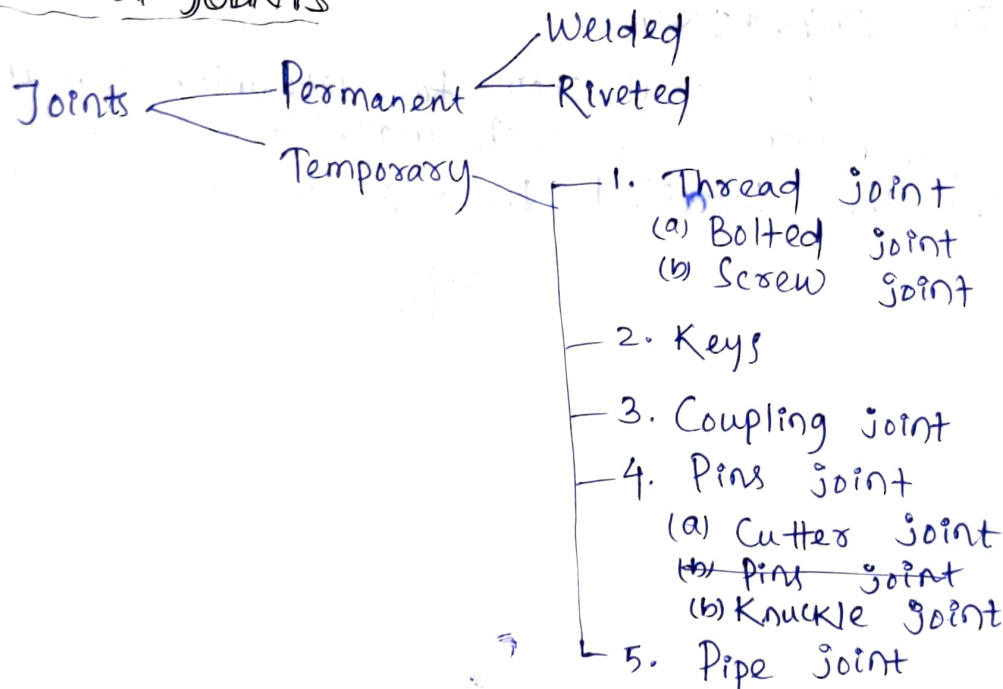 JOINTS
Welded
Joints Permanent Riveted
Temporary
1. Thread joint
(a) Bolted joint
(b) Screw joint
2. Keys
3. Coupling joint
4. Pins joint
(a) Cutter joint
(b) Pins joint
(b) Knuckle joint
5. Pipe joint